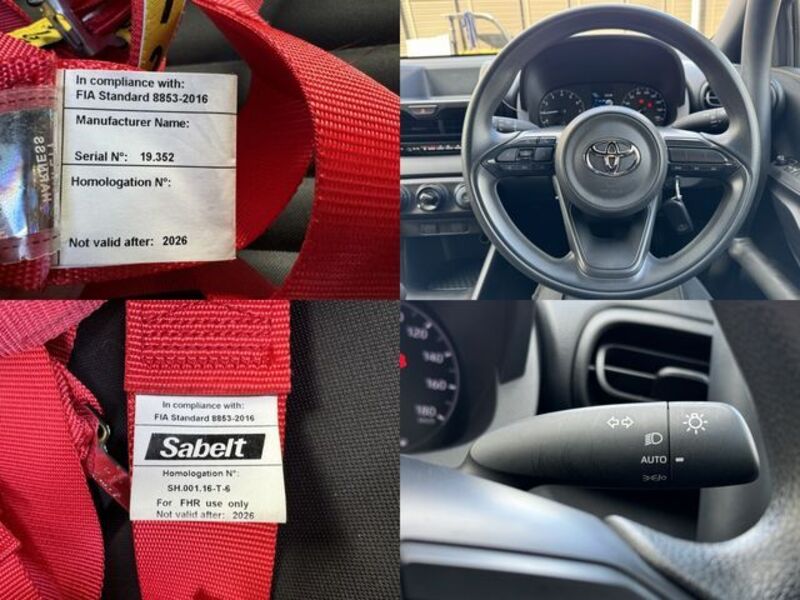 In compliance with:
FIA Standard 8853-2016
Manufacturer Name:
Serial N°: 19.352
Homologation N°:
Not valid after: 2026
HARNESS
In compliance with:
FIA Standard 8853-2016
Sabelt
Homologation N°:
SH.001.16-T-6
For FHR use only
Not valid after: 2026
120
140
160
180
AUTO